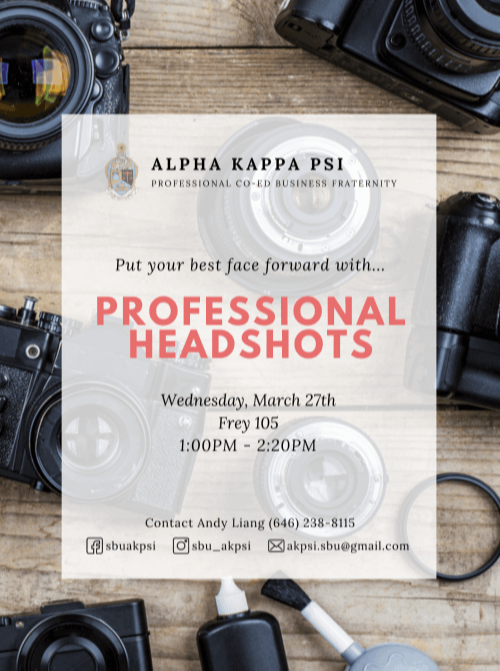 ALPHA KAPPA PSI
PROFESSIONAL CO-ED BUSINESS FRATERNITY
Put your best face forward with...
PROFESSIONAL
HEADSHOTS
Wednesday, March 27th
Frey 105
1:00PM - 2:20PM
Contact Andy Liang (646) 238-8115
sbuakpsi sbu_akpsi akpsi.sbu@gmail.com